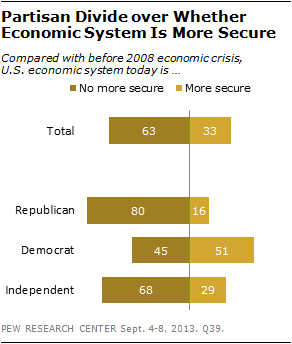 Partisan Divide over Whether
Economic System Is More Secure
Compared with before 2008 economic crisis,
U.S. economic system today is ...
No more secure More secure
Total 63 33
Republican 80 16
Democrat 45 51
Independent 68 29
PEW RESEARCH CENTER Sept. 4-8, 2013. Q39.